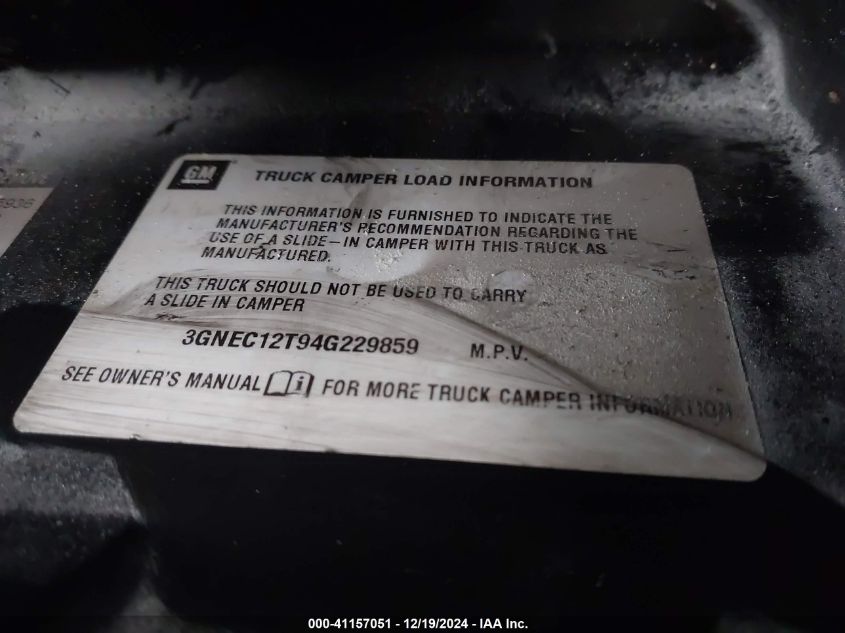 GM
TRUCK CAMPER LOAD INFORMATION
THIS INFORMATION IS FURNISHED TO INDICATE THE
MANUFACTURER'S RECOMMENDATION REGARDING THE
USE OF A SLIDE-IN CAMPER WITH THIS TRUCK AS
MANUFACTURED.
THIS TRUCK SHOULD NOT BE USED TO CARRY
A SLIDE IN CAMPER
3GNEC12T94G229859 M.P.V.
SEE OWNER'S MANUAL FOR MORE TRUCK CAMPER INFORMATION
000-41157051 - 12/19/2024 - IAA Inc.